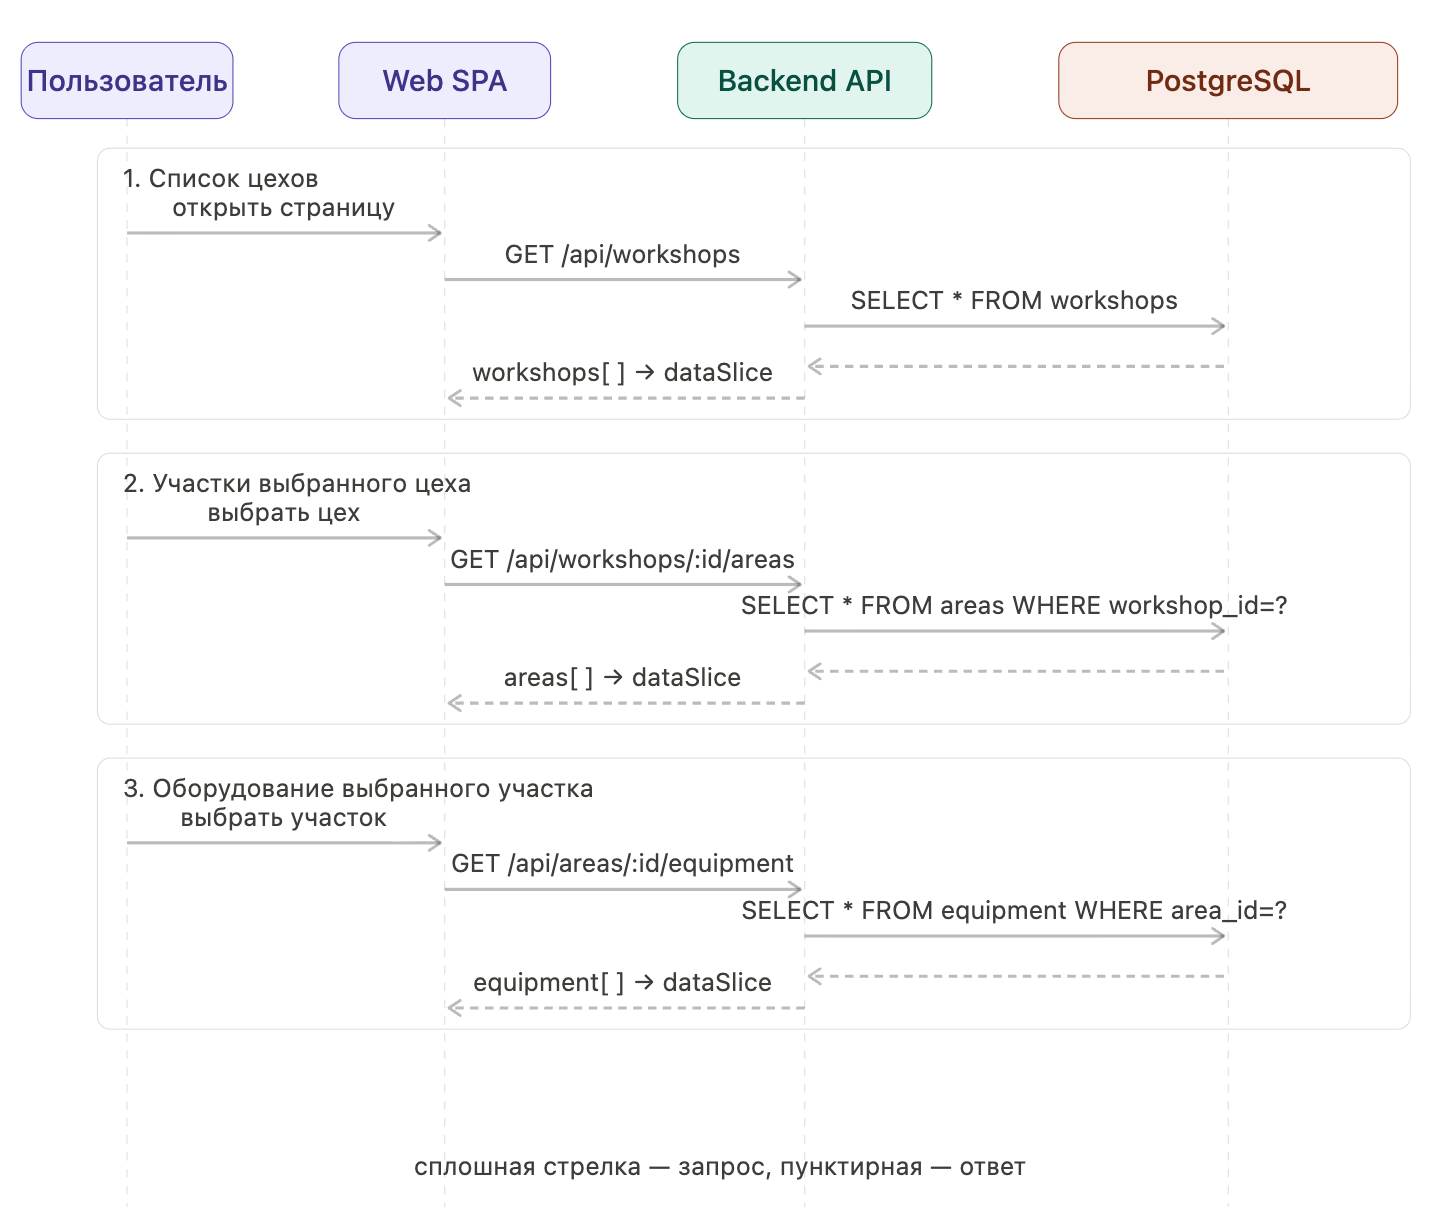 Пользователь
Web SPA
Backend API
PostgreSQL
1. Список цехов
открыть страницу
GET /api/workshops
SELECT * FROM workshops
workshops[ ] → dataSlice
2. Участки выбранного цеха
выбрать цех
GET /api/workshops/:id/areas
SELECT * FROM areas WHERE workshop_id=?
areas[ ] → dataSlice
3. Оборудование выбранного участка
выбрать участок
GET /api/areas/:id/equipment
SELECT * FROM equipment WHERE area_id=?
equipment[ ] → dataSlice
сплошная стрелка — запрос, пунктирная — ответ